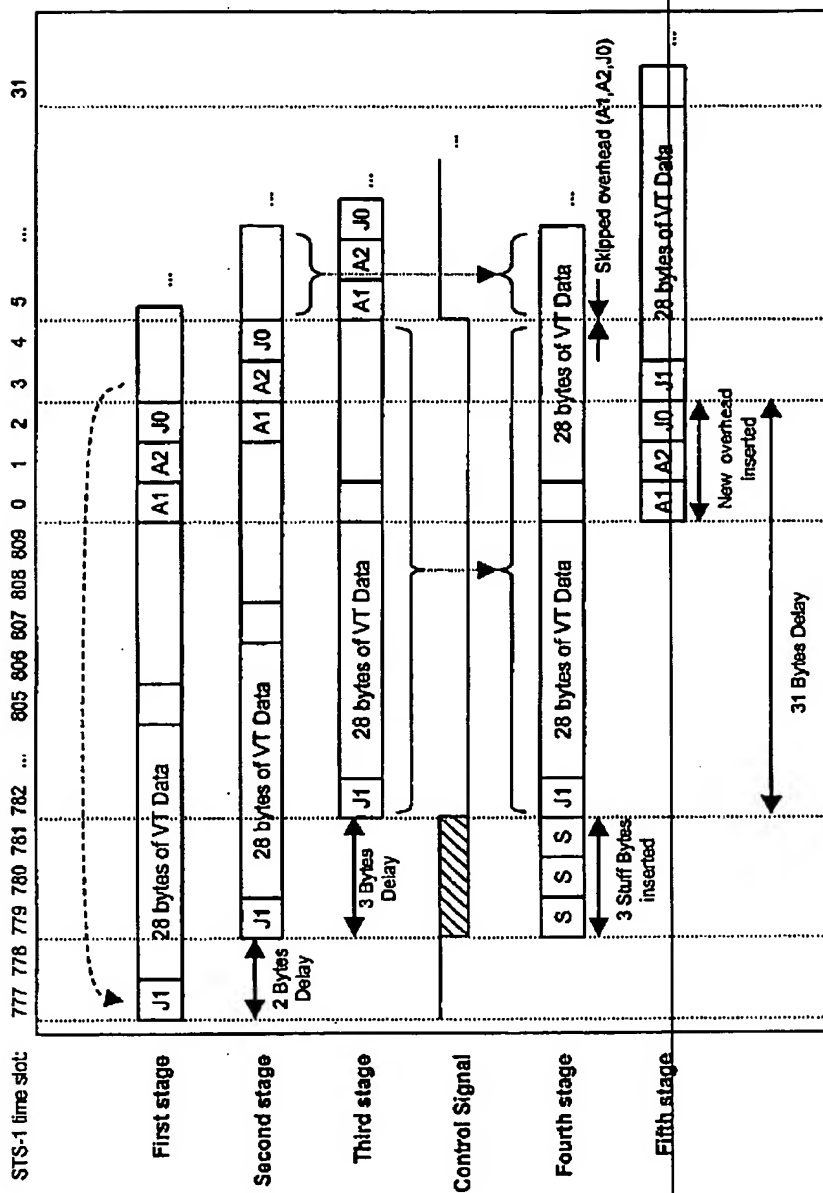 STS-1 time slot: 777 778 779 780 781 782 ... 805 806 807 808 809 0 1 2 3 4 5 ... 31
First stage
J1 28 bytes of VT Data A1 A2 J0 ...
Second stage
2 Bytes
Delay
J1 28 bytes of VT Data A1 A2 J0 ...
Third stage
3 Bytes
Delay
J1 28 bytes of VT Data A1 A2 J0 ...
Control Signal
...
Fourth stage
S S S J1 28 bytes of VT Data 28 bytes of VT Data ...
3 Stuff Bytes
inserted
Skipped overhead (A1,A2,J0)
Fifth stage
A1 A2 J0 J1 28 bytes of VT Data ...
New overhead
inserted
31 Bytes Delay